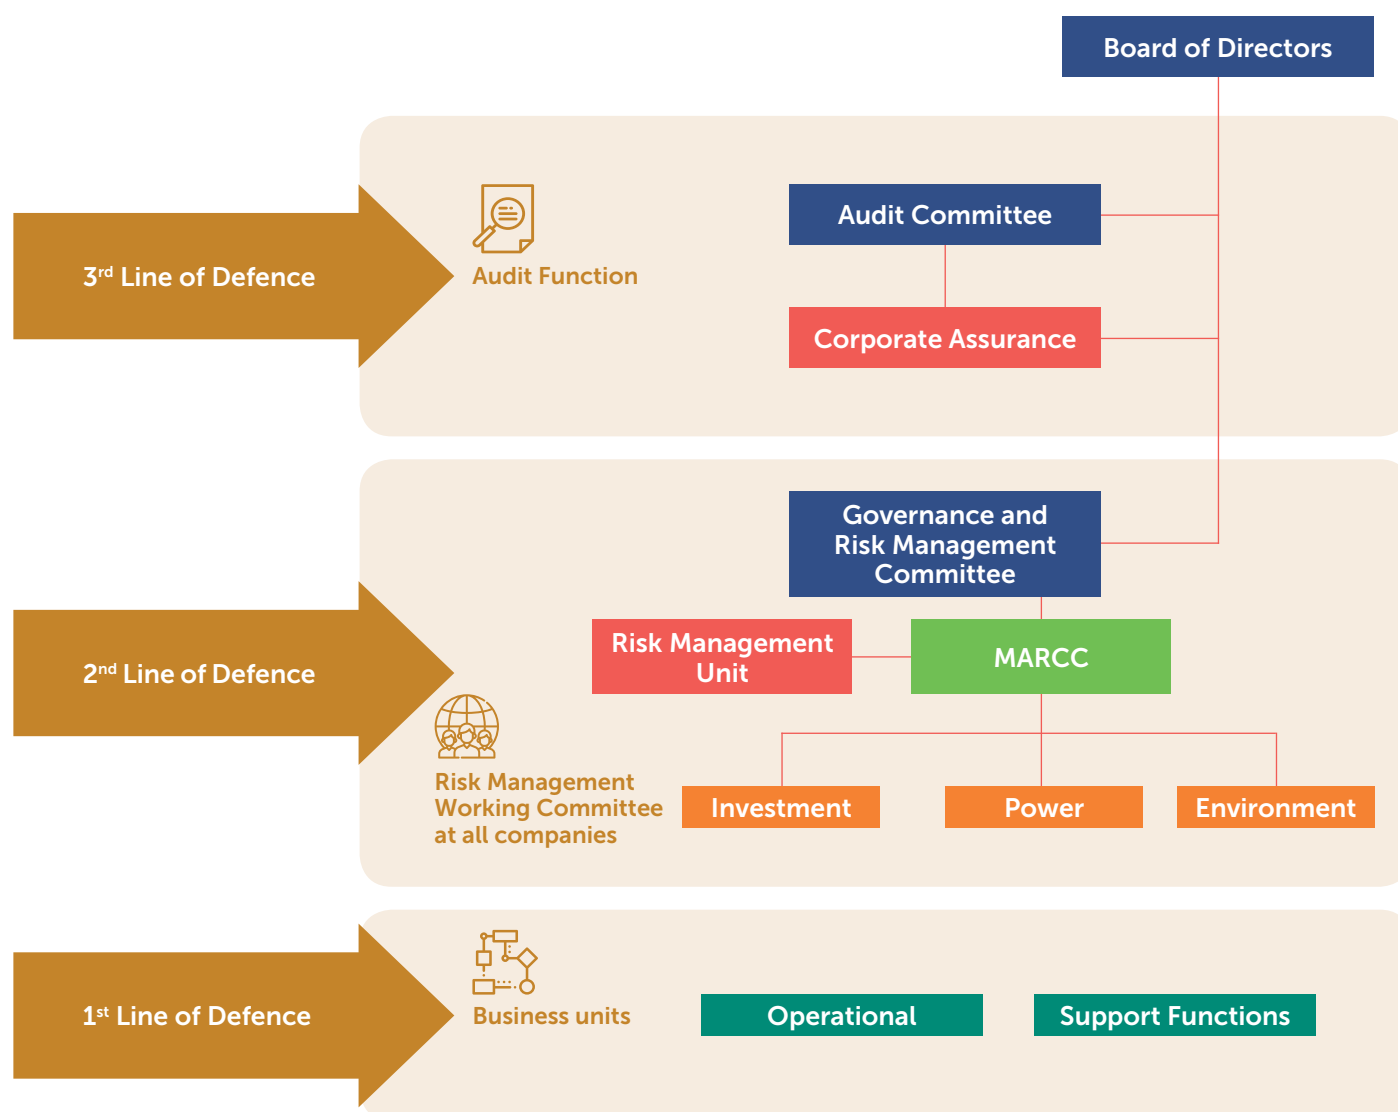 Board of Directors
3rd Line of Defence
Audit Function
Audit Committee
Corporate Assurance
2nd Line of Defence
Risk Management
Working Committee
at all companies
Governance and
Risk Management
Committee
Risk Management
Unit
MARCC
Investment
Power
Environment
1st Line of Defence
Business units
Operational
Support Functions